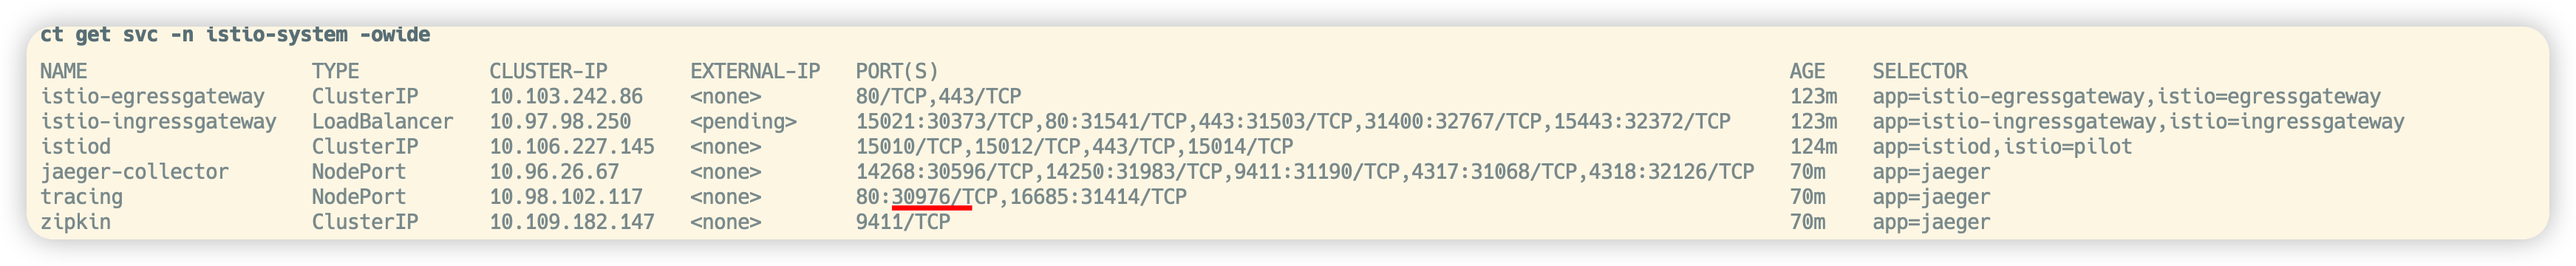 ct get svc -n istio-system -owide
NAME TYPE CLUSTER-IP EXTERNAL-IP PORT(S) AGE SELECTOR
istio-egressgateway ClusterIP 10.103.242.86 <none> 80/TCP,443/TCP 123m app=istio-egressgateway,istio=egressgateway
istio-ingressgateway LoadBalancer 10.97.98.250 <pending> 15021:30373/TCP,80:31541/TCP,443:31503/TCP,31400:32767/TCP,15443:32372/TCP 123m app=istio-ingressgateway,istio=ingressgateway
istiod ClusterIP 10.106.227.145 <none> 15010/TCP,15012/TCP,443/TCP,15014/TCP 124m app=istiod,istio=pilot
jaeger-collector NodePort 10.96.26.67 <none> 14268:30596/TCP,14250:31983/TCP,9411:31190/TCP,4317:31068/TCP,4318:32126/TCP 70m app=jaeger
tracing NodePort 10.98.102.117 <none> 80:30976/TCP,16685:31414/TCP 70m app=jaeger
zipkin ClusterIP 10.109.182.147 <none> 9411/TCP 70m app=jaeger